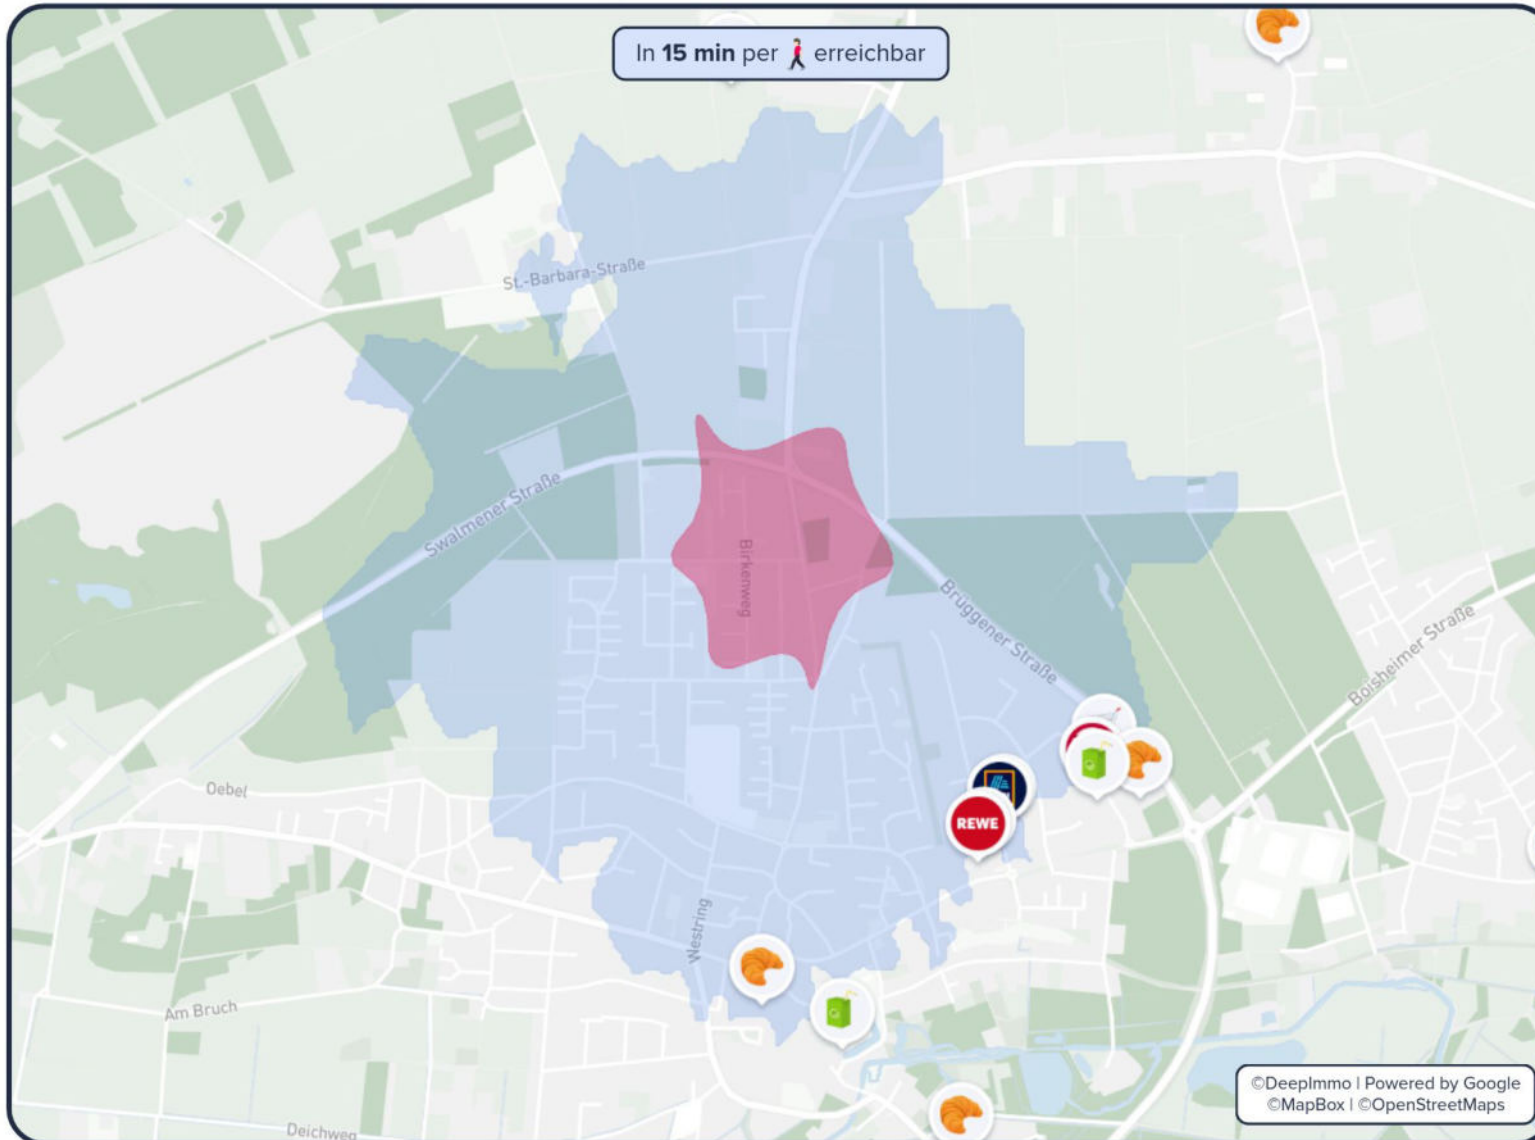 In 15 min per erreichbar
St.-Barbara-Straße
Swalmener Straße
Birkenweg
Brüggener Straße
Boisheimer Straße
Oebel
REWE
Westring
Am Bruch
Deichweg
©DeepImmo | Powered by Google
©MapBox | ©OpenStreetMaps